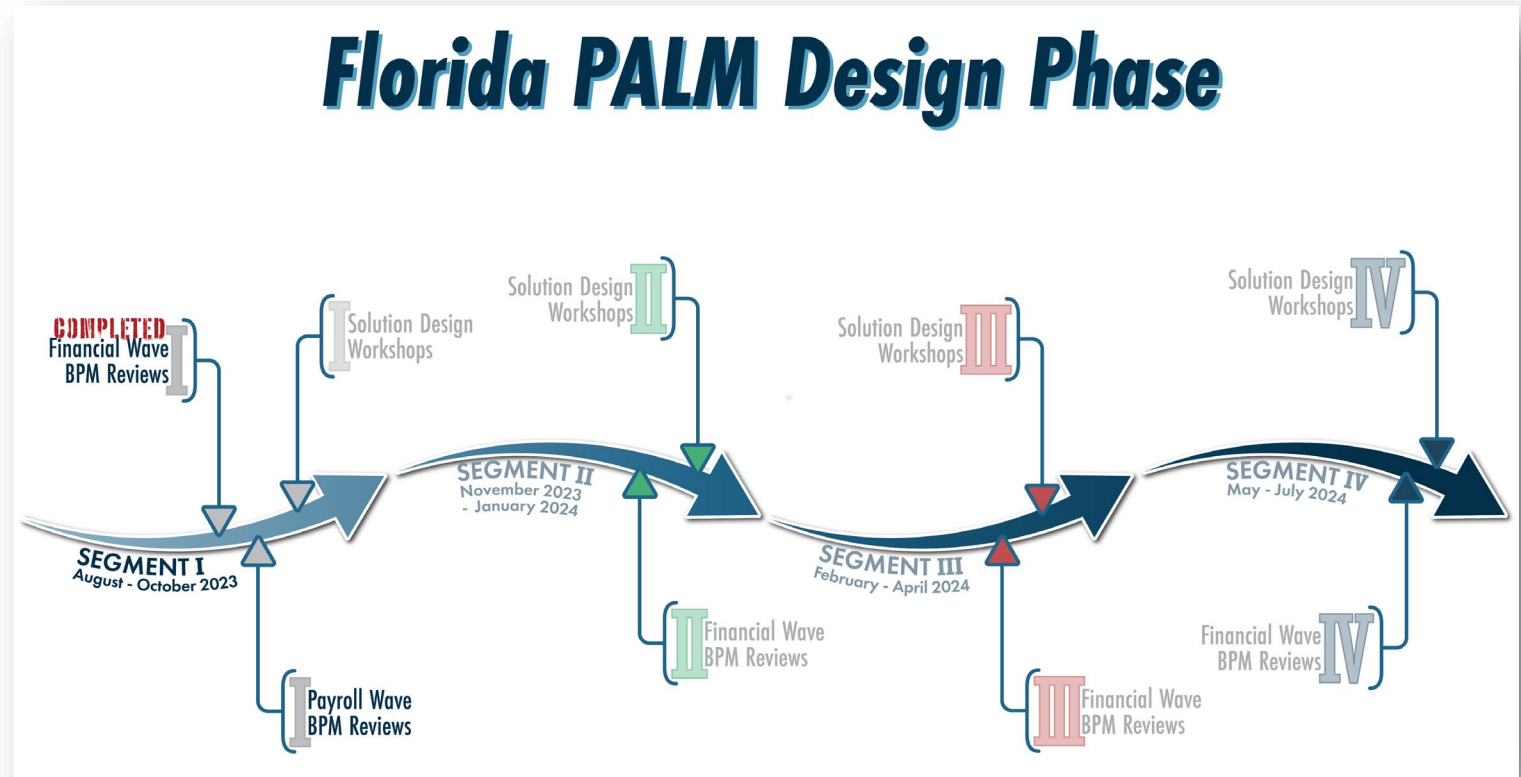 Florida PALM Design Phase
COMPLETED
Financial Wave
BPM Reviews
I
I
Solution Design
Workshops
Solution Design
Workshops
II
Solution Design
Workshops
III
Solution Design
Workshops
IV
SEGMENT I
August - October 2023
SEGMENT II
November 2023
- January 2024
SEGMENT III
February - April 2024
SEGMENT IV
May - July 2024
I
Payroll Wave
BPM Reviews
II
Financial Wave
BPM Reviews
III
Financial Wave
BPM Reviews
Financial Wave
BPM Reviews
IV